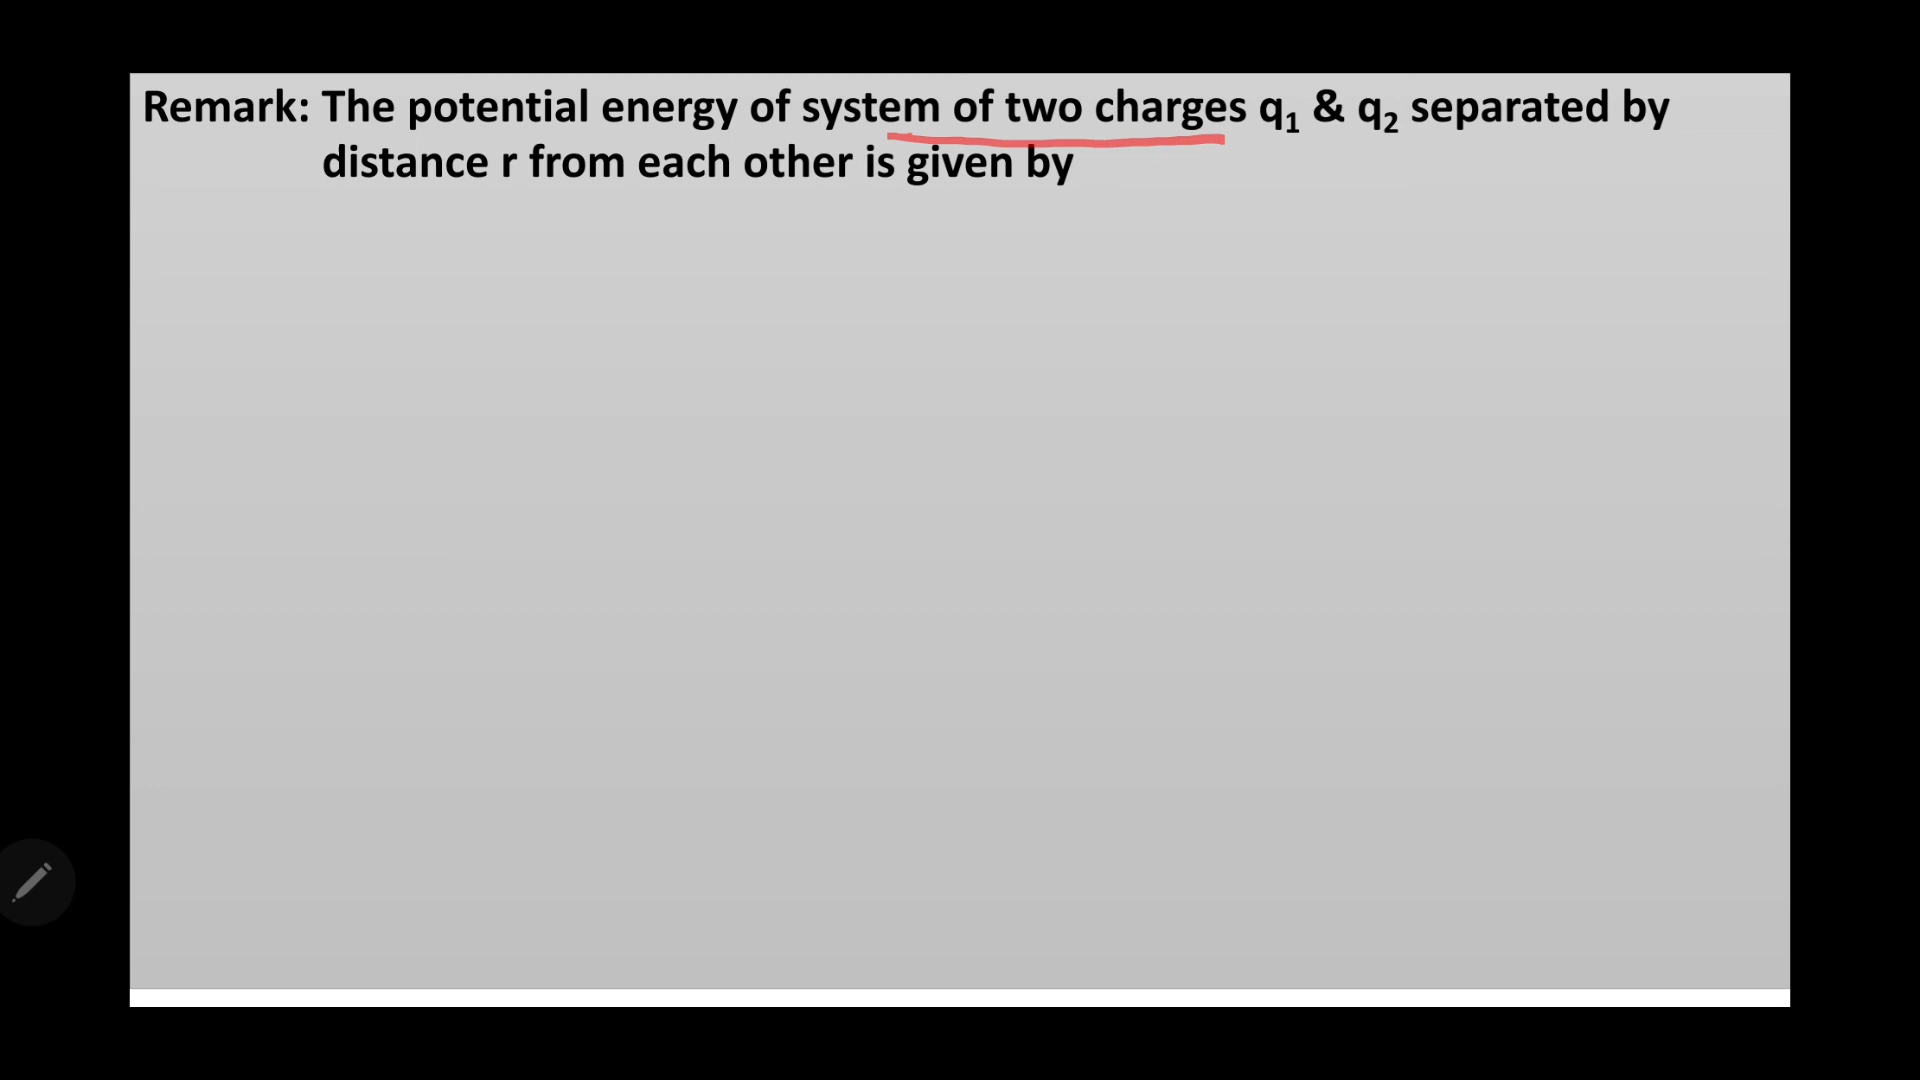 Remark: The potential energy of system of two charges q₁ & q₂ separated by
distance r from each other is given by